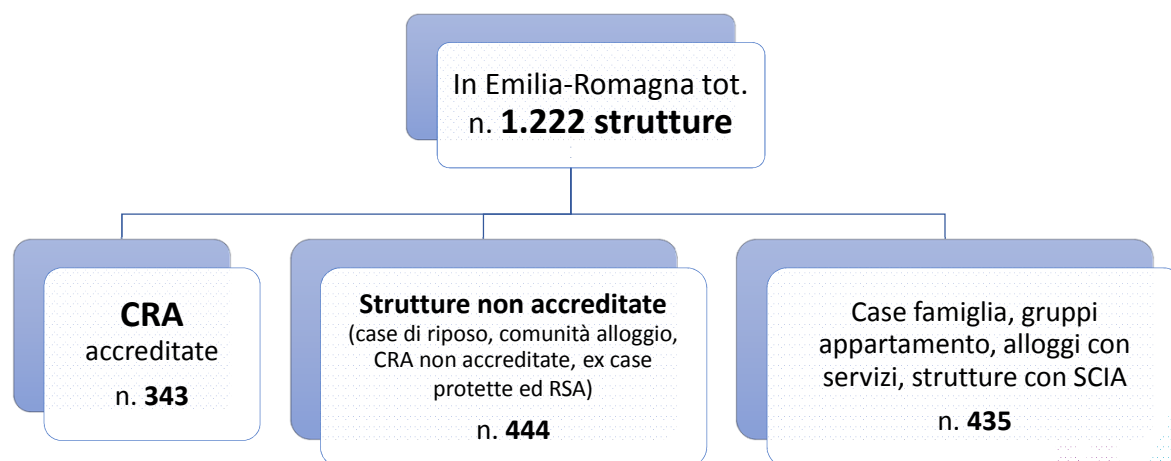 In Emilia-Romagna tot.
n. 1.222 strutture
CRA
accreditate
n. 343
Strutture non accreditate
(case di riposo, comunità alloggio,
CRA non accreditate, ex case
protette ed RSA)
n. 444
Case famiglia, gruppi
appartamento, alloggi con
servizi, strutture con SCIA
n. 435